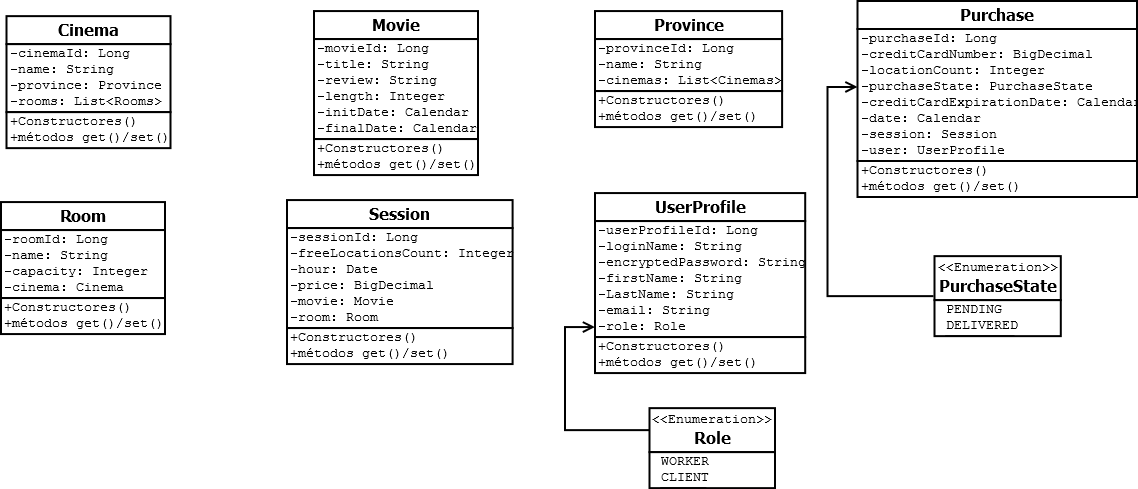 Cinema
-cinemaId: Long
-name: String
-province: Province
-rooms: List<Rooms>
+Constructores()
+métodos get()/set()
Movie
-movieId: Long
-title: String
-review: String
-length: Integer
-initDate: Calendar
-finalDate: Calendar
+Constructores()
+métodos get()/set()
Province
-provinceId: Long
-name: String
-cinemas: List<Cinemas>
+Constructores()
+métodos get()/set()
Purchase
-purchaseId: Long
-creditCardNumber: BigDecimal
-locationCount: Integer
-purchaseState: PurchaseState
-creditCardExpirationDate: Calendar
-date: Calendar
-session: Session
-user: UserProfile
+Constructores()
+métodos get()/set()
Room
-roomId: Long
-name: String
-capacity: Integer
-cinema: Cinema
+Constructores()
+métodos get()/set()
Session
-sessionId: Long
-freeLocationsCount: Integer
-hour: Date
-price: BigDecimal
-movie: Movie
-room: Room
+Constructores()
+métodos get()/set()
UserProfile
-userProfileId: Long
-loginName: String
-encryptedPassword: String
-firstName: String
-LastName: String
-email: String
-role: Role
+Constructores()
+métodos get()/set()
<<Enumeration>>
PurchaseState
PENDING
DELIVERED
<<Enumeration>>
Role
WORKER
CLIENT